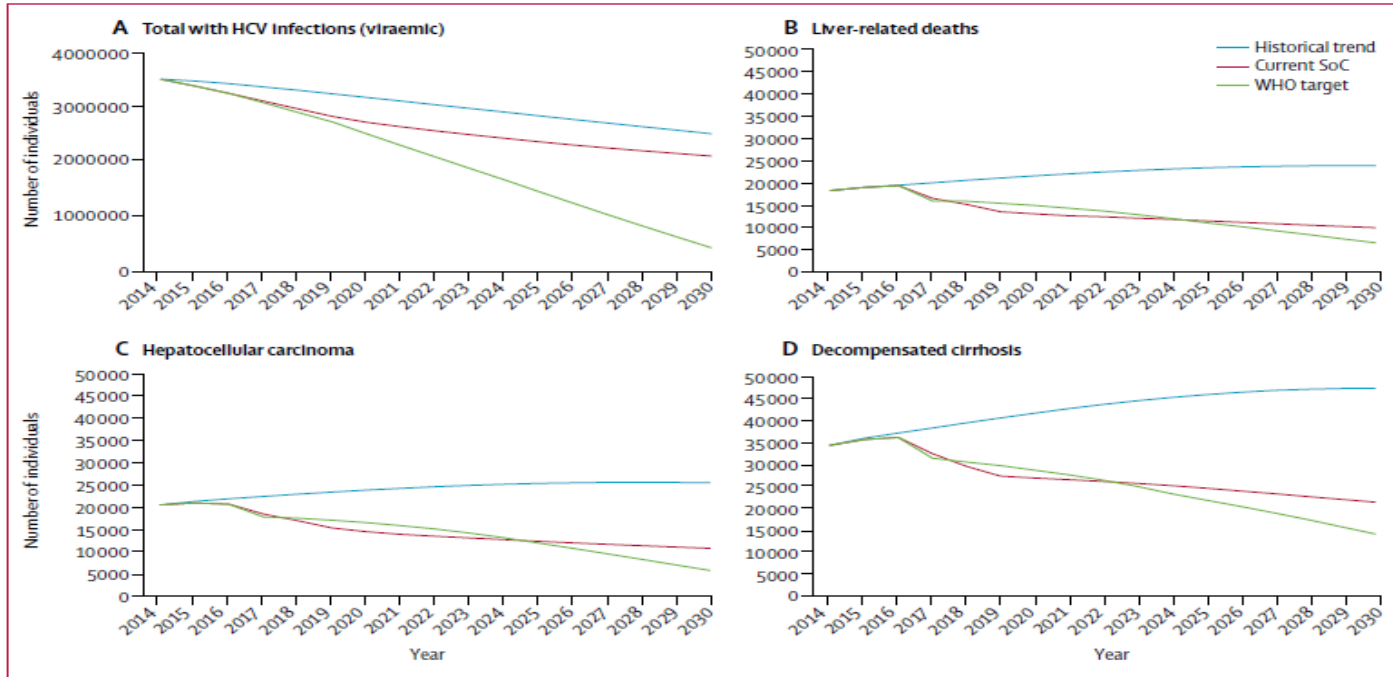 A Total with HCV infections (viraemic)
4000000
3000000
2000000
1000000
0
Number of individuals
2014 2015 2016 2017 2018 2019 2020 2021 2022 2023 2024 2025 2026 2027 2028 2029 2030
B Liver-related deaths
50000
45000
40000
35000
30000
25000
20000
15000
10000
5000
0
Historical trend
Current SoC
WHO target
2014 2015 2016 2017 2018 2019 2020 2021 2022 2023 2024 2025 2026 2027 2028 2029 2030
C Hepatocellular carcinoma
50000
45000
40000
35000
30000
25000
20000
15000
10000
5000
0
Number of individuals
2014 2015 2016 2017 2018 2019 2020 2021 2022 2023 2024 2025 2026 2027 2028 2029 2030
Year
D Decompensated cirrhosis
50000
45000
40000
35000
30000
25000
20000
15000
10000
5000
0
2014 2015 2016 2017 2018 2019 2020 2021 2022 2023 2024 2025 2026 2027 2028 2029 2030
Year